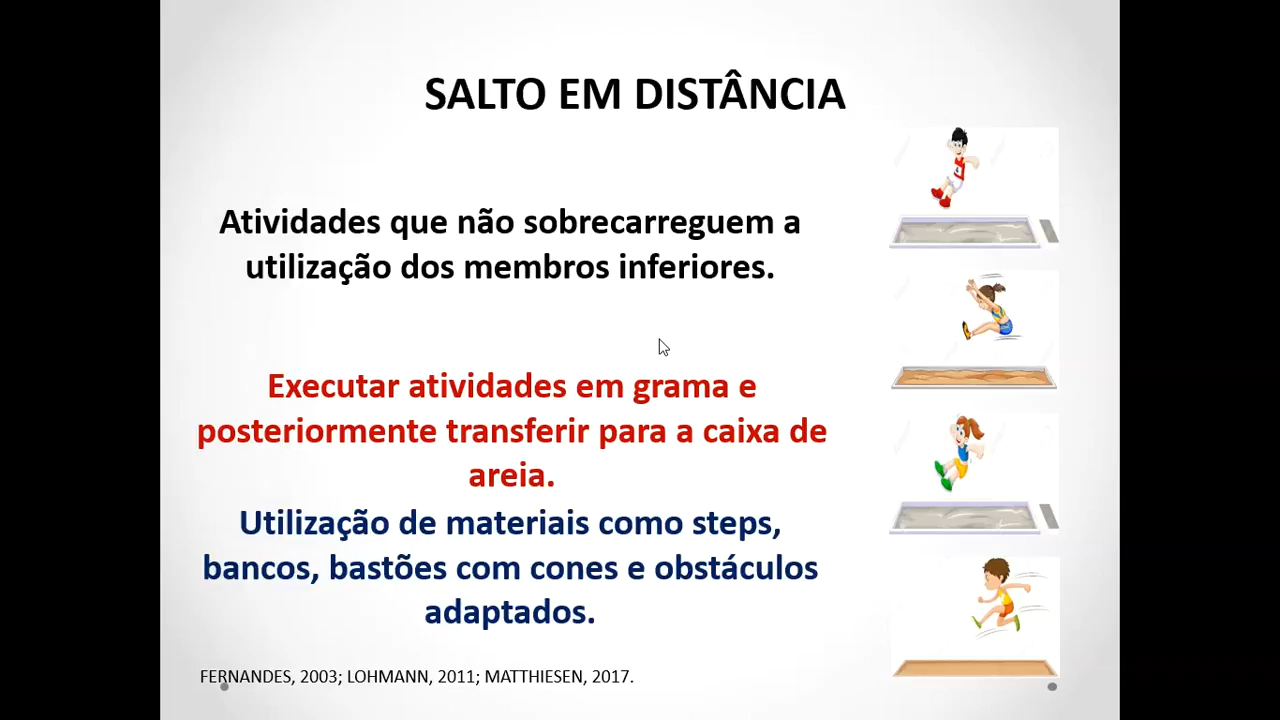 SALTO EM DISTÂNCIA
Atividades que não sobrecarreguem a
utilização dos membros inferiores.
Executar atividades em grama e
posteriormente transferir para a caixa de
areia.
Utilização de materiais como steps,
bancos, bastões com cones e obstáculos
adaptados.
FERNANDES, 2003; LOHMANN, 2011; MATTHIESEN, 2017.